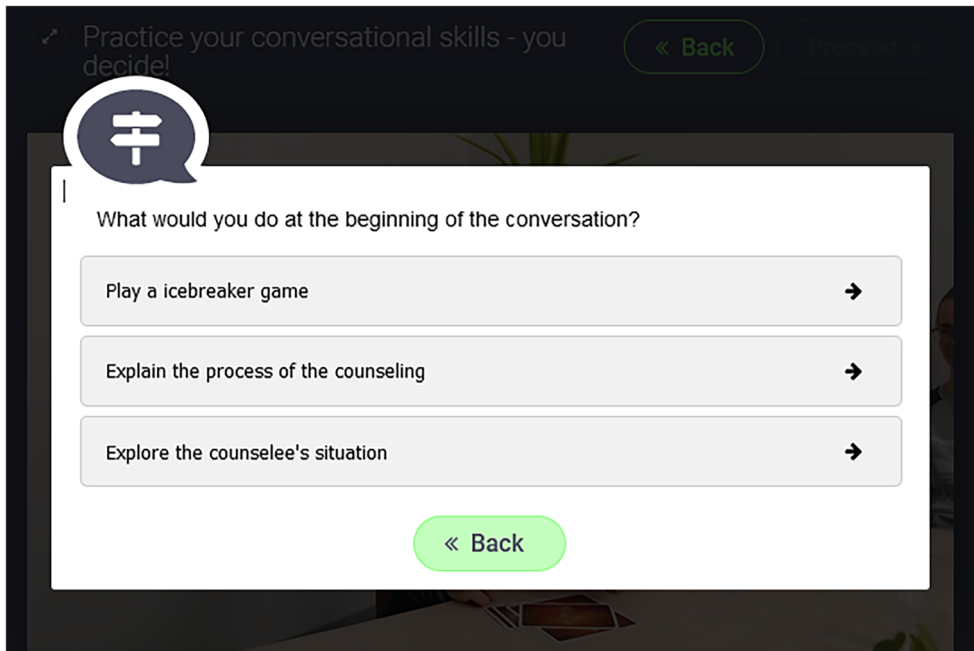 Practice your conversational skills - you
decide!
« Back
Proceed »
What would you do at the beginning of the conversation?
Play a icebreaker game
Explain the process of the counseling
Explore the counselee's situation
« Back